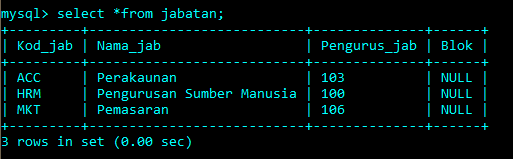 mysql> select *from jabatan;
+---------+--------------------------+--------------+------+
| Kod_jab | Nama_jab                 | Pengurus_jab | Blok |
+---------+--------------------------+--------------+------+
| ACC     | Perakaunan               | 103          | NULL |
| HRM     | Pengurusan Sumber Manusia | 100          | NULL |
| MKT     | Pemasaran                | 106          | NULL |
+---------+--------------------------+--------------+------+
3 rows in set (0.00 sec)